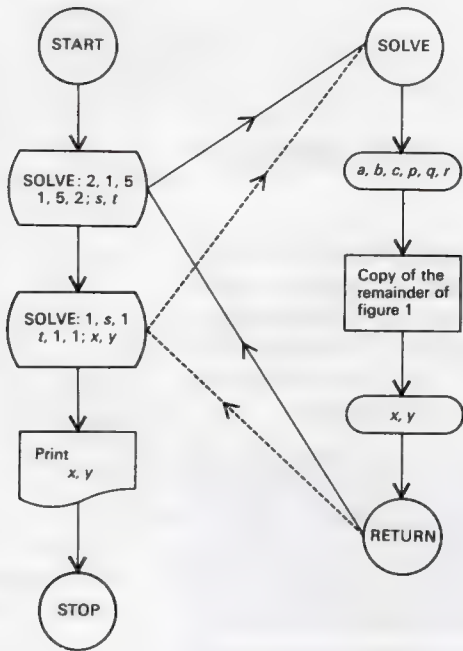 START
SOLVE: 2, 1, 5
1, 5, 2; s, t
SOLVE: 1, s, 1
t, 1, 1; x, y
Print
x, y
STOP
SOLVE
a, b, c, p, q, r
Copy of the
remainder of
figure 1
x, y
RETURN